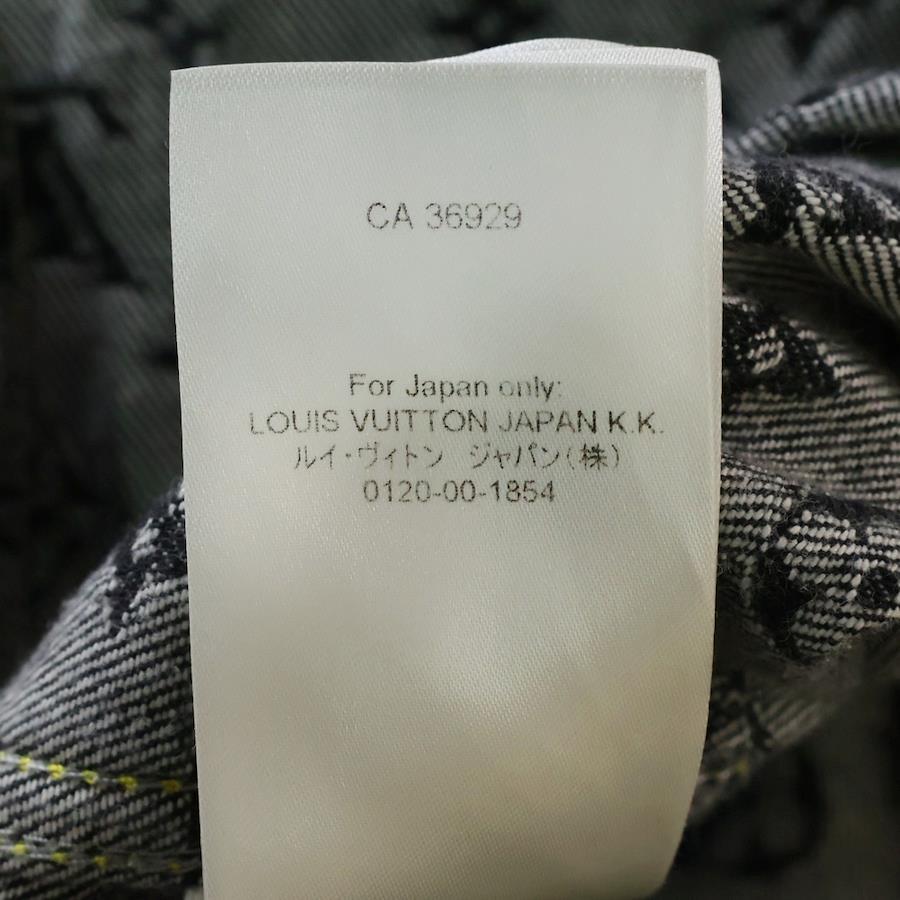 CA 36929
For Japan only:
LOUIS VUITTON JAPAN K.K.
ルイ・ヴィトン　ジャパン(株)
0120-00-1854